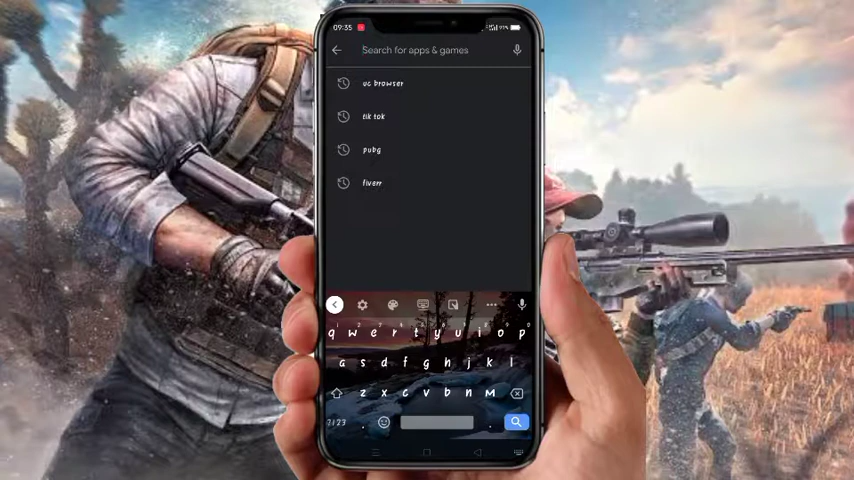 09:35
Search for apps & games
uc browser
tik tok
pubg
fiverr
q w e r t y u i o p
a s d f g h j k l
z x c v b n m
?123 , .